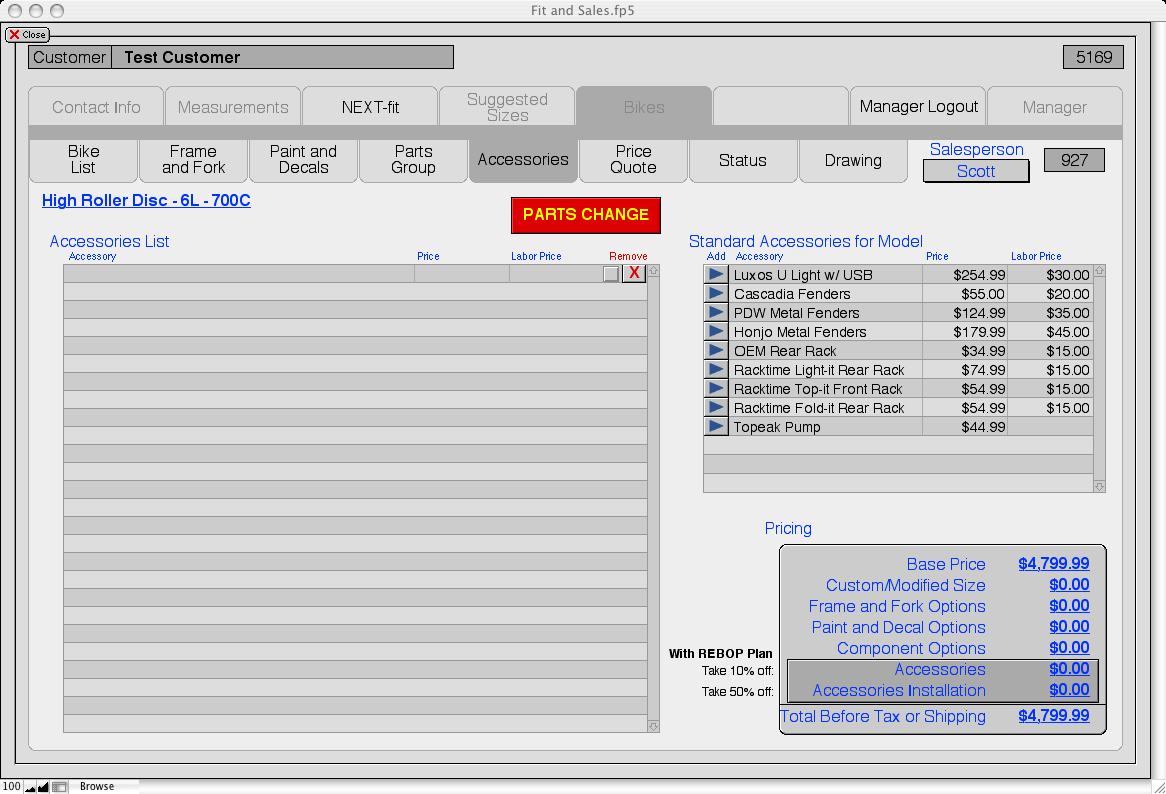 Fit and Sales.fp5
X Close
Customer Test Customer 5169
Contact Info Measurements NEXT-fit Suggested Sizes Bikes Manager Logout Manager
Bike List Frame and Fork Paint and Decals Parts Group Accessories Price Quote Status Drawing
Salesperson
Scott
927
High Roller Disc - 6L - 700C
PARTS CHANGE
Accessories List
Accessory Price Labor Price Remove
X
Standard Accessories for Model
Add Accessory Price Labor Price
Luxos U Light w/ USB $254.99 $30.00
Cascadia Fenders $55.00 $20.00
PDW Metal Fenders $124.99 $35.00
Honjo Metal Fenders $179.99 $45.00
OEM Rear Rack $34.99 $15.00
Racktime Light-it Rear Rack $74.99 $15.00
Racktime Top-it Front Rack $54.99 $15.00
Racktime Fold-it Rear Rack $54.99 $15.00
Topeak Pump $44.99
Pricing
Base Price $4,799.99
Custom/Modified Size $0.00
Frame and Fork Options $0.00
Paint and Decal Options $0.00
Component Options $0.00
With REBOP Plan
Take 10% off: Accessories $0.00
Take 50% off: Accessories Installation $0.00
Total Before Tax or Shipping $4,799.99
100 Browse